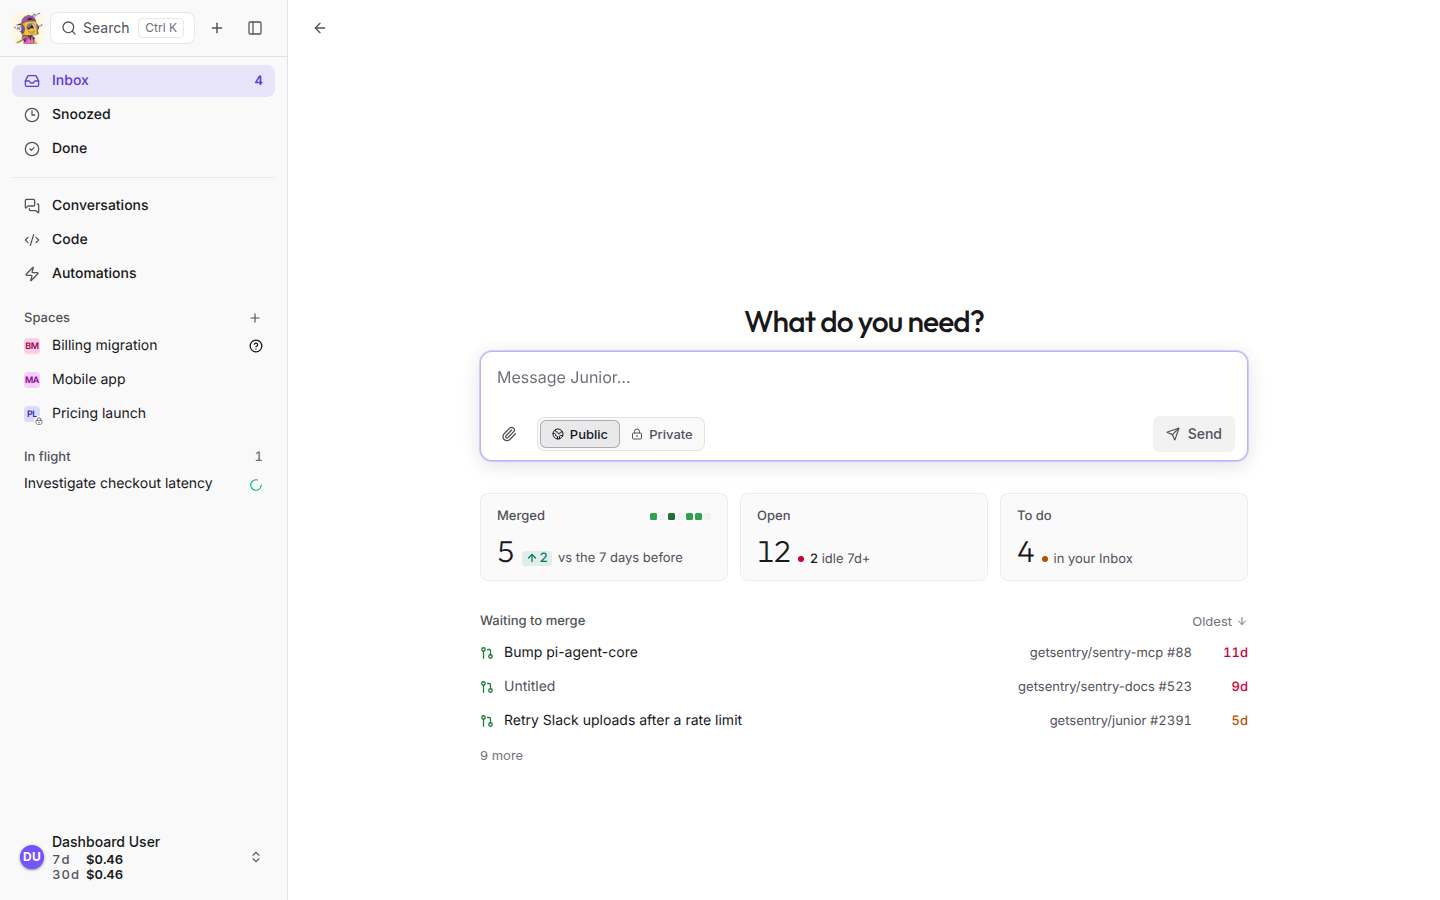 Search Ctrl K
Inbox 4
Snoozed
Done
Conversations
Code
Automations
Spaces
BM Billing migration
MA Mobile app
PL Pricing launch
In flight 1
Investigate checkout latency
DU Dashboard User
7d $0.46
30d $0.46
What do you need?
Message Junior...
Public Private Send
Merged
5 2 vs the 7 days before
Open
12 2 idle 7d+
To do
4 in your Inbox
Waiting to merge Oldest
Bump pi-agent-core getsentry/sentry-mcp #88 11d
Untitled getsentry/sentry-docs #523 9d
Retry Slack uploads after a rate limit getsentry/junior #2391 5d
9 more